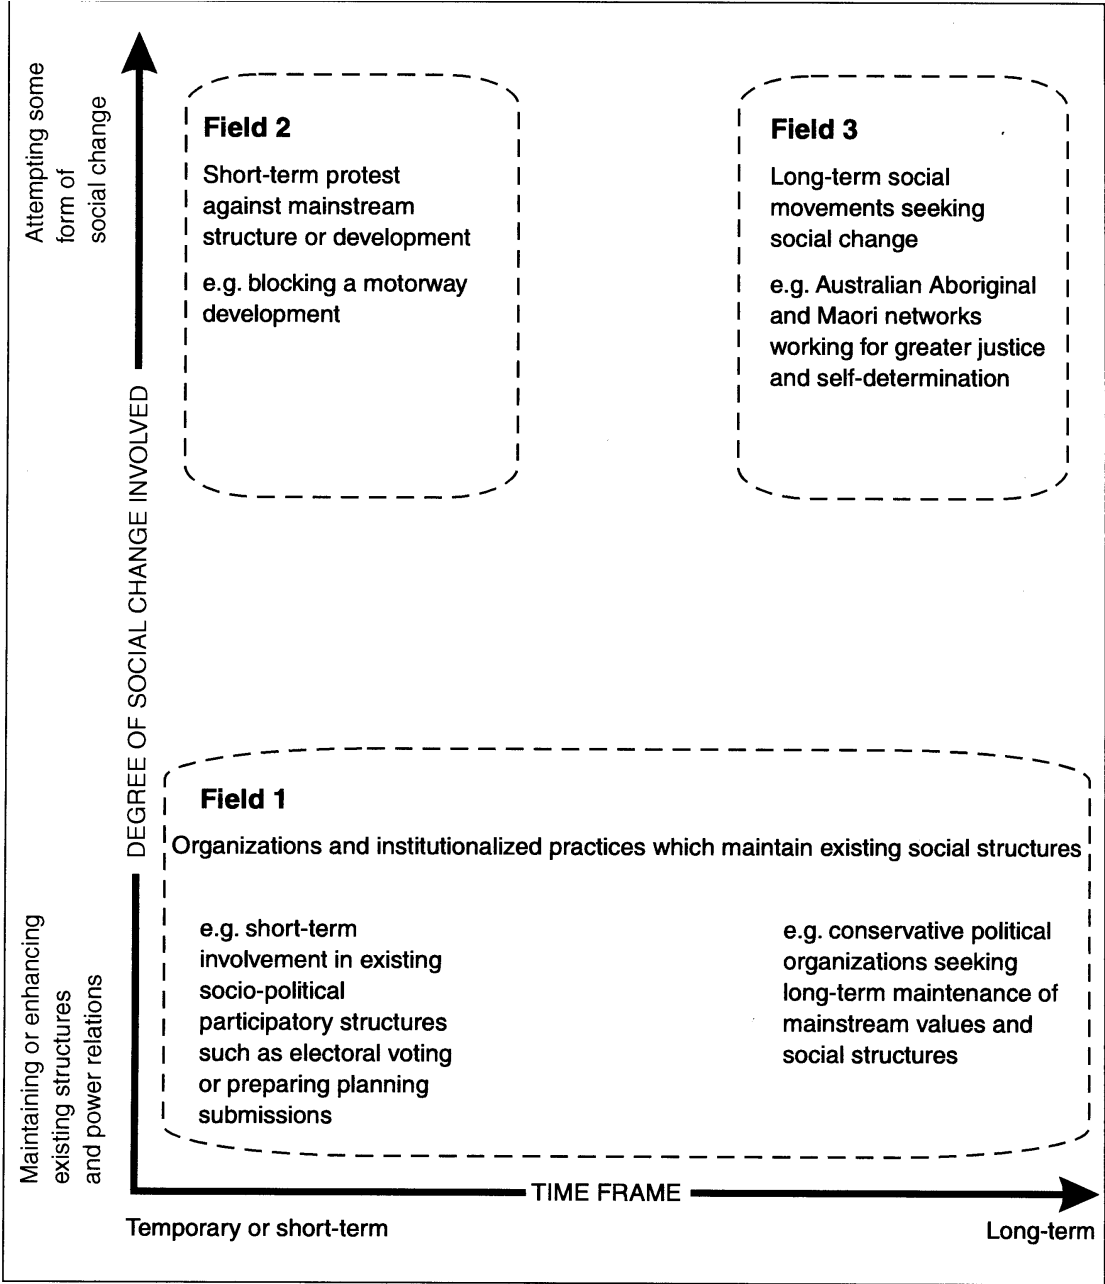 Attempting some
form of
social change
Field 2
Short-term protest
against mainstream
structure or development
e.g. blocking a motorway
development
Field 3
Long-term social
movements seeking
social change
e.g. Australian Aboriginal
and Maori networks
working for greater justice
and self-determination
DEGREE OF SOCIAL CHANGE INVOLVED
Field 1
Organizations and institutionalized practices which maintain existing social structures
e.g. short-term
involvement in existing
socio-political
participatory structures
such as electoral voting
or preparing planning
submissions
e.g. conservative political
organizations seeking
long-term maintenance of
mainstream values and
social structures
Maintaining or enhancing
existing structures
and power relations
TIME FRAME
Temporary or short-term
Long-term